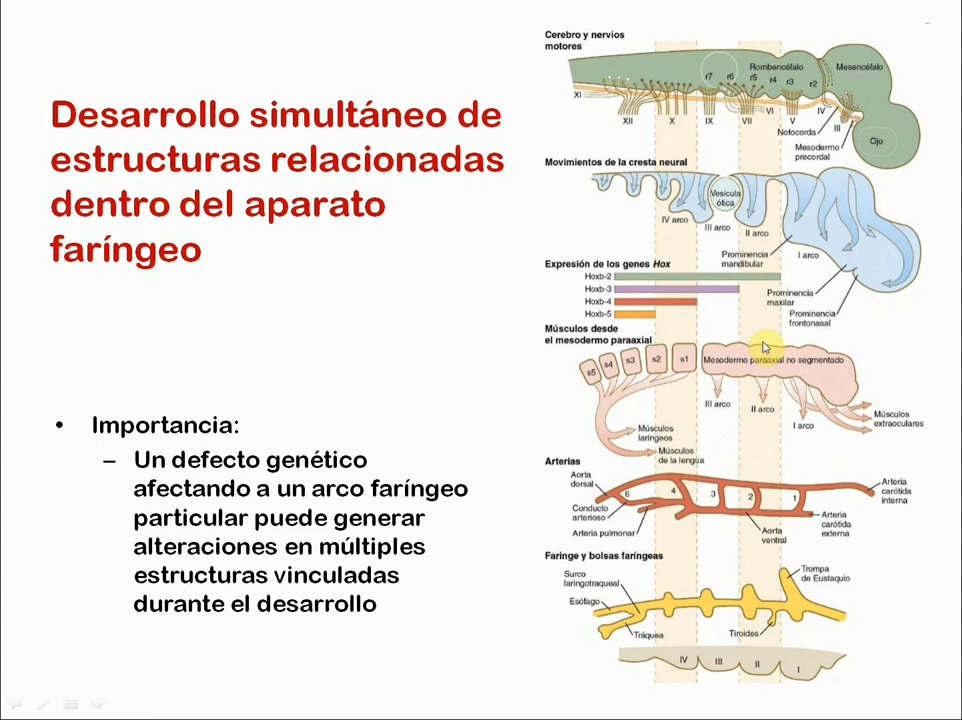 Desarrollo simultáneo de
estructuras relacionadas
dentro del aparato
faríngeo
• Importancia:
– Un defecto genético
afectando a un arco faríngeo
particular puede generar
alteraciones en múltiples
estructuras vinculadas
durante el desarrollo
Cerebro y nervios
motores
Rombencéfalo
Mesencéfalo
r7 r6 r5 r4 r3 r2
XI
XII X IX VII VI V IV III
Notocorda
Mesodermo
precordal
Ojo
Movimientos de la cresta neural
Vesícula
ótica
IV arco
III arco
II arco
I arco
Prominencia
mandibular
Prominencia
maxilar
Prominencia
frontonasal
Expresión de los genes Hox
Hoxb-2
Hoxb-3
Hoxb-4
Hoxb-5
Músculos desde
el mesodermo paraaxial
s5 s4 s3 s2 s1
Mesodermo paraaxial no segmentado
III arco
II arco
I arco
Músculos
extraoculares
Músculos
laríngeos
Músculos
de la lengua
Arterias
Aorta
dorsal
6 4 3 2 1
Arteria
carótida
interna
Conducto
arterioso
Arteria pulmonar
Aorta
ventral
Arteria
carótida
externa
Faringe y bolsas faríngeas
Surco
laringotraqueal
Trompa
de Eustaquio
Esófago
Tráquea
Tiroides
IV III II I